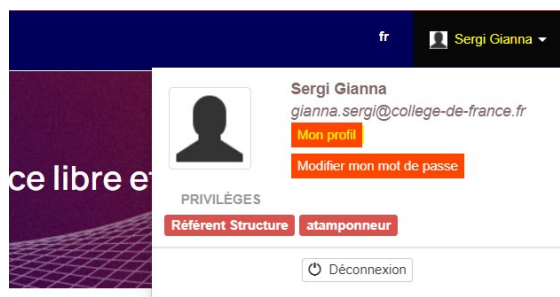 fr
Sergi Gianna
Sergi Gianna
gianna.sergi@college-de-france.fr
Mon profil
Modifier mon mot de passe
ce libre e
PRIVILÈGES
Référent Structure atamponneur
Déconnexion